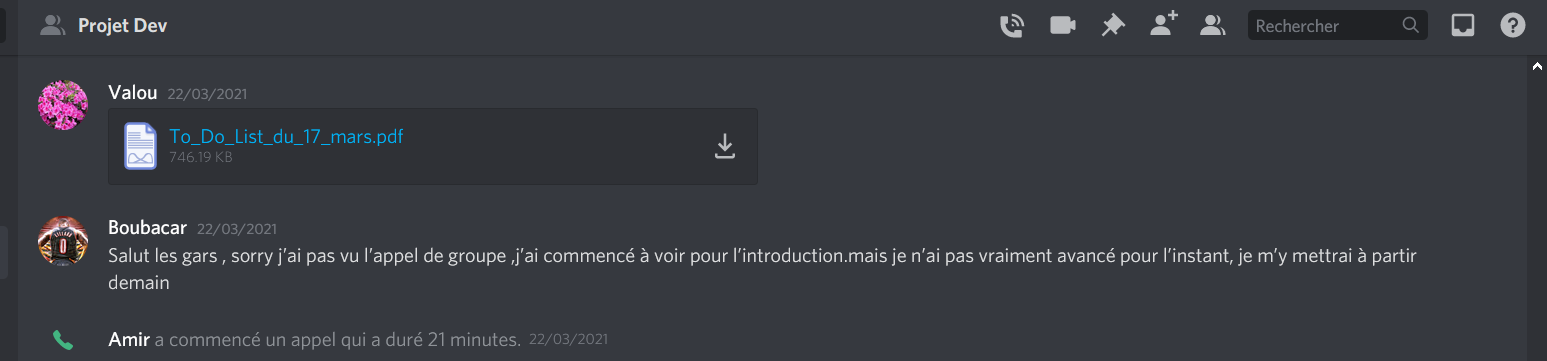 Projet Dev
Rechercher
Valou 22/03/2021
To_Do_List_du_17_mars.pdf
746.19 KB
Boubacar 22/03/2021
Salut les gars , sorry j’ai pas vu l’appel de groupe ,j’ai commencé à voir pour l’introduction.mais je n’ai pas vraiment avancé pour l’instant, je m’y mettrai à partir
demain
Amir a commencé un appel qui a duré 21 minutes. 22/03/2021